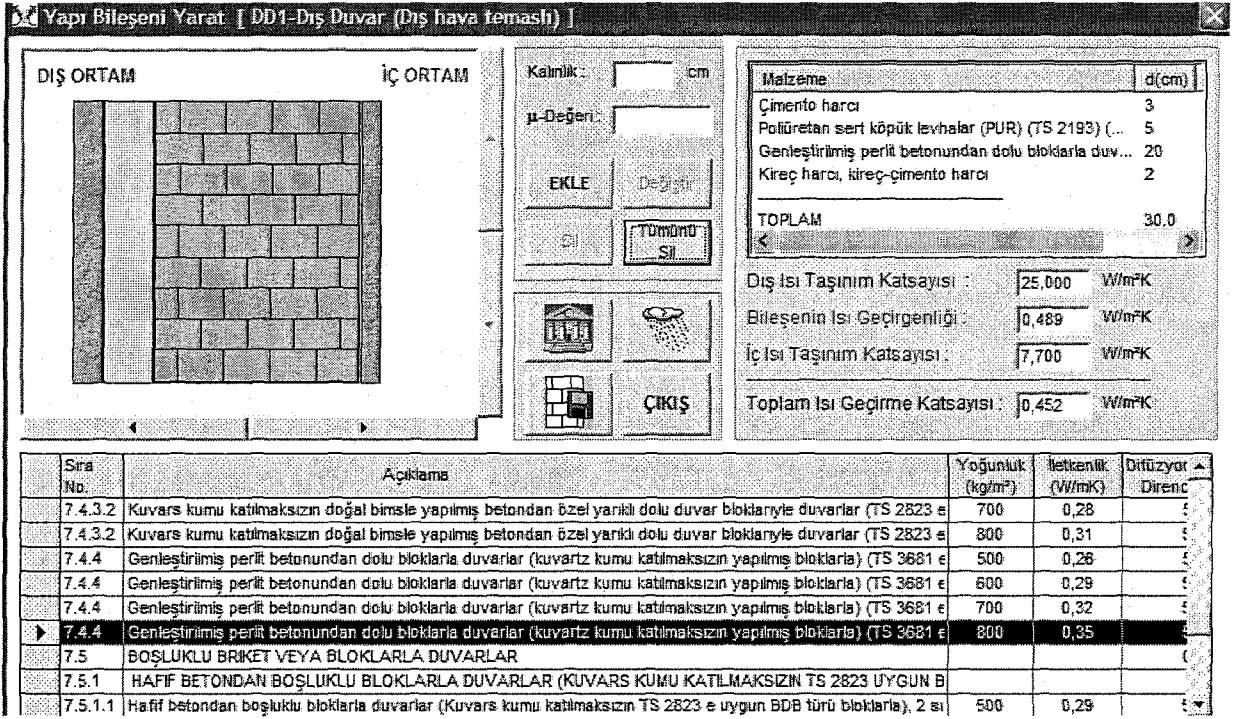 Yapı Bileşeni Yarat [ DD1-Dış Duvar (Dış hava temaslı) ]
DIŞ ORTAM
İÇ ORTAM
Kalınlık : cm
µ-Değeri :
EKLE
Değiştir
Sil
Tümünü
Sil
ÇIKIŞ
Malzeme d(cm)
Çimento harcı 3
Poliüretan sert köpük levhalar (PUR) (TS 2193) (... 5
Genleştirilmiş perlit betonundan dolu bloklarla duv... 20
Kireç harcı, kireç-çimento harcı 2
TOPLAM 30,0
Dış Isı Taşınım Katsayısı : 25,000 W/m²K
Bileşenin Isı Geçirgenliği : 0,489 W/m²K
İç Isı Taşınım Katsayısı : 7,700 W/m²K
Toplam Isı Geçirme Katsayısı : 0,452 W/m²K
Sıra No. Açıklama Yoğunluk (kg/m³) İletkenlik (W/mK) Difüzyon Direnc
7.4.3.2 Kuvars kumu katılmaksızın doğal bimsle yapılmış betondan özel yarıklı dolu duvar bloklarıyle duvarlar (TS 2823 e 700 0,28
7.4.3.2 Kuvars kumu katılmaksızın doğal bimsle yapılmış betondan özel yarıklı dolu duvar bloklarıyle duvarlar (TS 2823 e 800 0,31
7.4.4 Genleştirilmiş perlit betonundan dolu bloklarla duvarlar (kuvartz kumu katılmaksızın yapılmış bloklarla) (TS 3681 e 500 0,26
7.4.4 Genleştirilmiş perlit betonundan dolu bloklarla duvarlar (kuvartz kumu katılmaksızın yapılmış bloklarla) (TS 3681 e 600 0,29
7.4.4 Genleştirilmiş perlit betonundan dolu bloklarla duvarlar (kuvartz kumu katılmaksızın yapılmış bloklarla) (TS 3681 e 700 0,32
7.4.4 Genleştirilmiş perlit betonundan dolu bloklarla duvarlar (kuvartz kumu katılmaksızın yapılmış bloklarla) (TS 3681 e 800 0,35
7.5 BOŞLUKLU BRİKET VEYA BLOKLARLA DUVARLAR
7.5.1 HAFİF BETONDAN BOŞLUKLU BLOKLARLA DUVARLAR (KUVARS KUMU KATILMAKSIZIN TS 2823 UYGUN B
7.5.1.1 Hafif betondan boşluklu bloklarla duvarlar (Kuvars kumu katılmaksızın TS 2823 e uygun BDB türü bloklarla), 2 sı 500 0,29